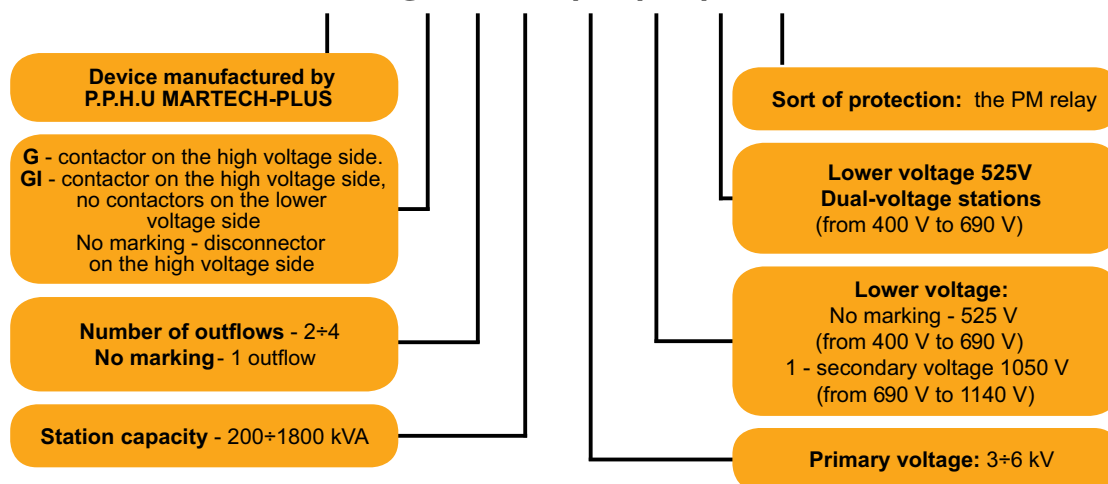 Device manufactured by
P.P.H.U MARTECH-PLUS
G - contactor on the high voltage side.
GI - contactor on the high voltage side,
no contactors on the lower
voltage side
No marking - disconnector
on the high voltage side
Number of outflows - 2÷4
No marking - 1 outflow
Station capacity - 200÷1800 kVA
Sort of protection: the PM relay
Lower voltage 525V
Dual-voltage stations
(from 400 V to 690 V)
Lower voltage:
No marking - 525 V
(from 400 V to 690 V)
1 - secondary voltage 1050 V
(from 690 V to 1140 V)
Primary voltage: 3÷6 kV